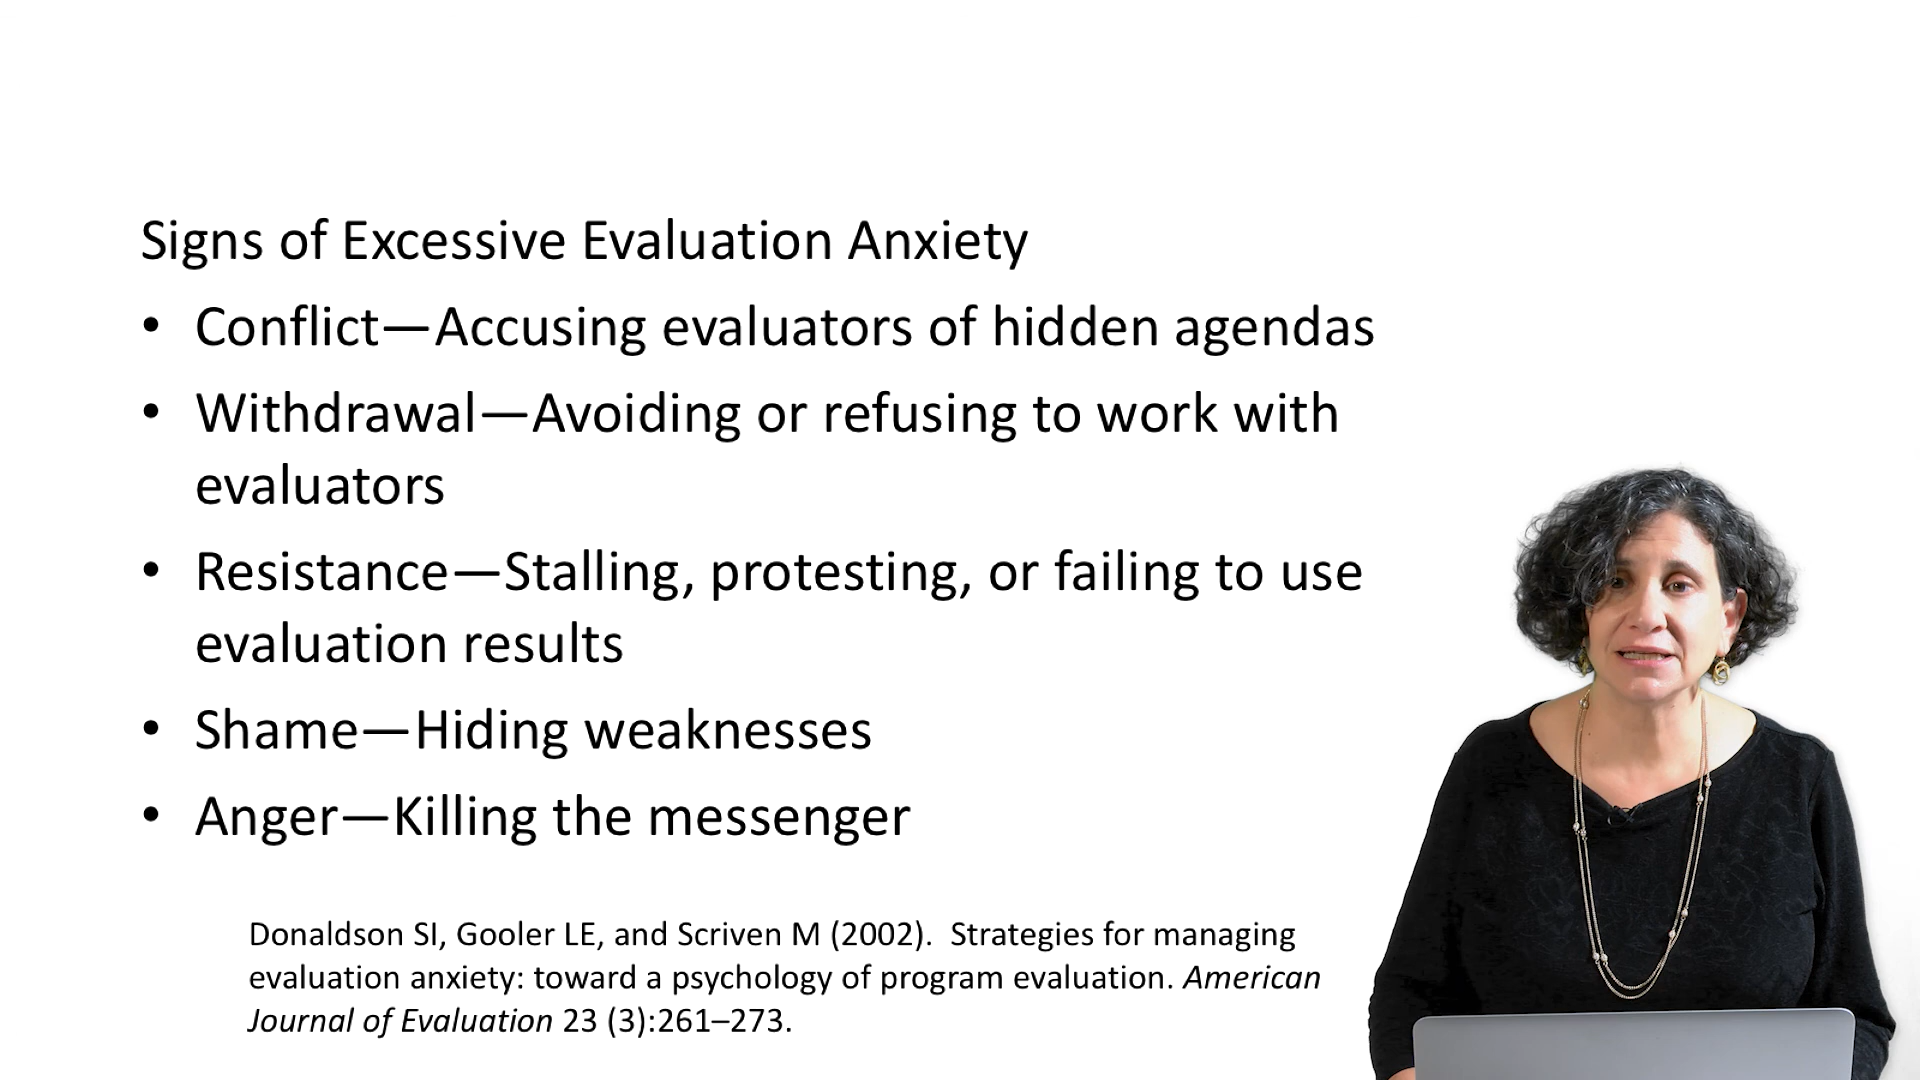 Signs of Excessive Evaluation Anxiety
• Conflict—Accusing evaluators of hidden agendas
• Withdrawal—Avoiding or refusing to work with
evaluators
• Resistance—Stalling, protesting, or failing to use
evaluation results
• Shame—Hiding weaknesses
• Anger—Killing the messenger
Donaldson SI, Gooler LE, and Scriven M (2002).  Strategies for managing
evaluation anxiety: toward a psychology of program evaluation. American
Journal of Evaluation 23 (3):261–273.